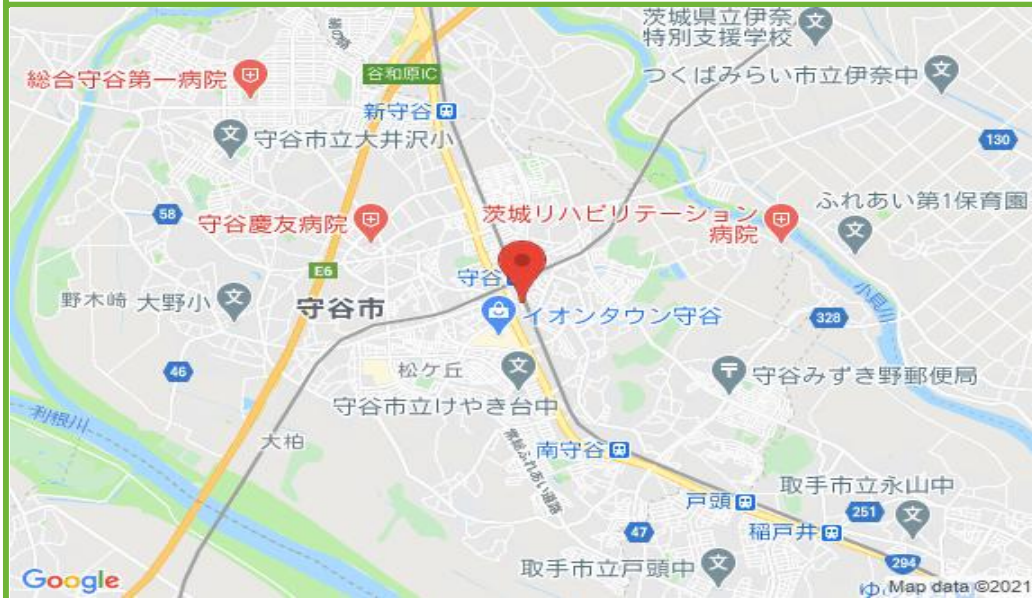 茨城県立伊奈
特別支援学校
総合守谷第一病院
谷和原IC
つくばみらい市立伊奈中
新守谷
守谷市立大井沢小
130
58
守谷慶友病院
茨城リハビリテーション
病院
ふれあい第1保育園
E6
守谷
野木崎
大野小
守谷市
イオンタウン守谷
小貝川
328
46
松ケ丘
守谷みずき野郵便局
守谷市立けやき台中
利根川
大柏
常総ふれあい道路
南守谷
戸頭
取手市立永山中
251
47
稲戸井
取手市立戸頭中
294
Google
Map data ©2021